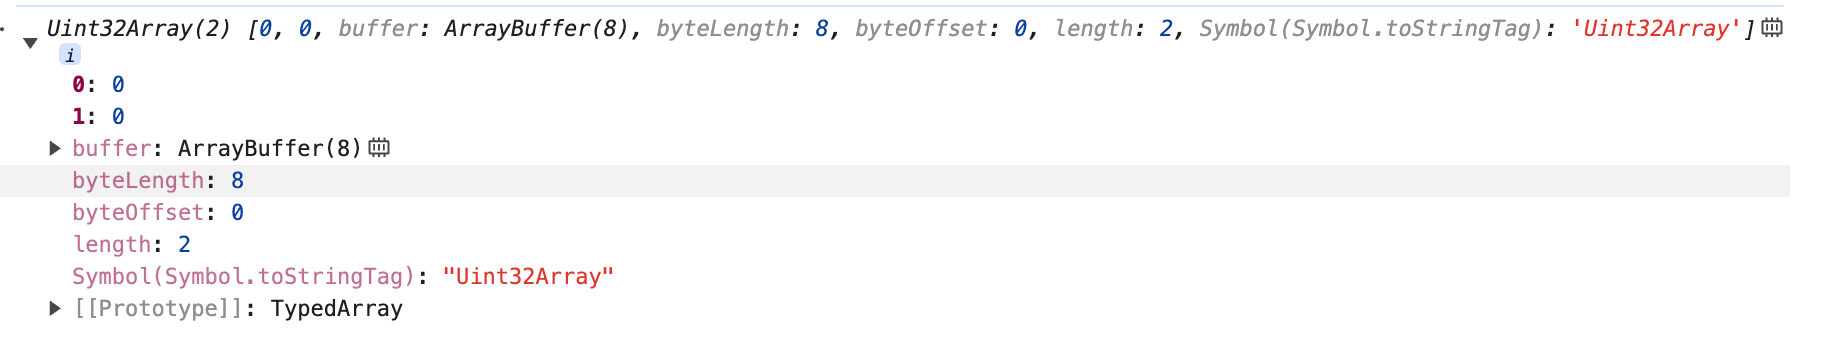 Uint32Array(2) [0, 0, buffer: ArrayBuffer(8), byteLength: 8, byteOffset: 0, length: 2, Symbol(Symbol.toStringTag): 'Uint32Array']
i
0: 0
1: 0
buffer: ArrayBuffer(8)
byteLength: 8
byteOffset: 0
length: 2
Symbol(Symbol.toStringTag): "Uint32Array"
[[Prototype]]: TypedArray